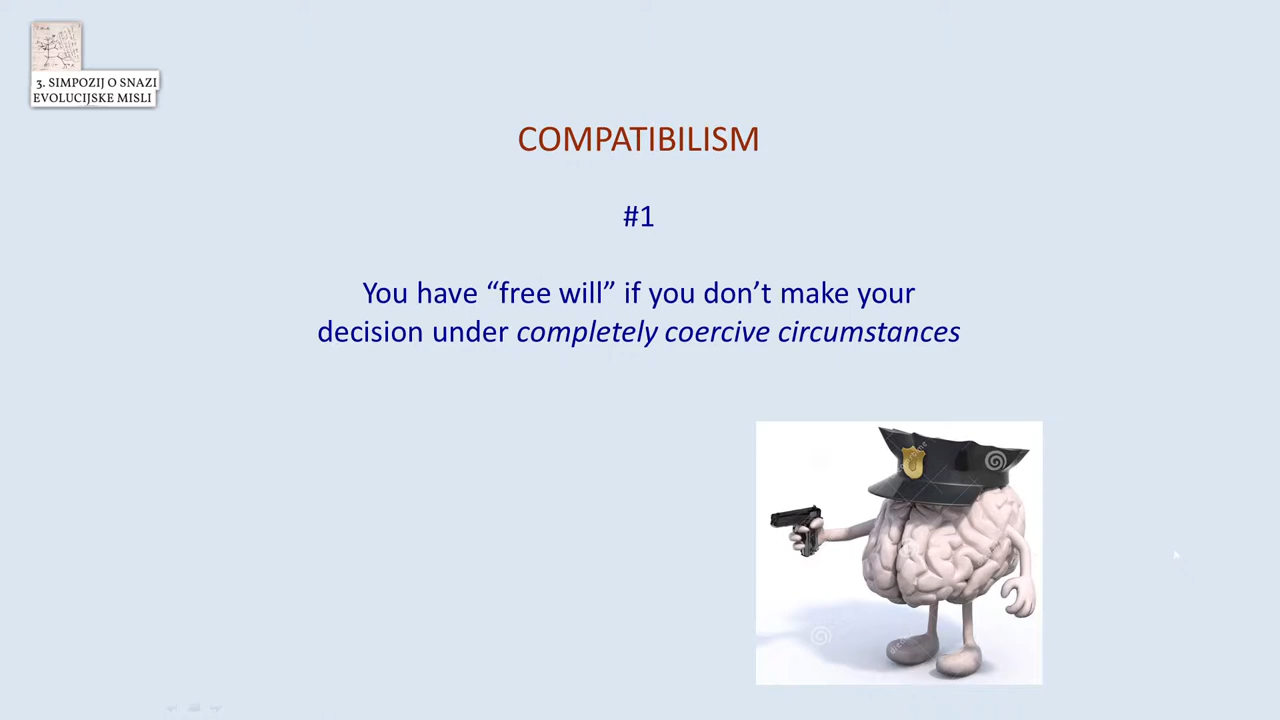 3. SIMPOZIJ O SNAZI
EVOLUCIJSKE MISLI
COMPATIBILISM
#1
You have “free will” if you don’t make your
decision under completely coercive circumstances